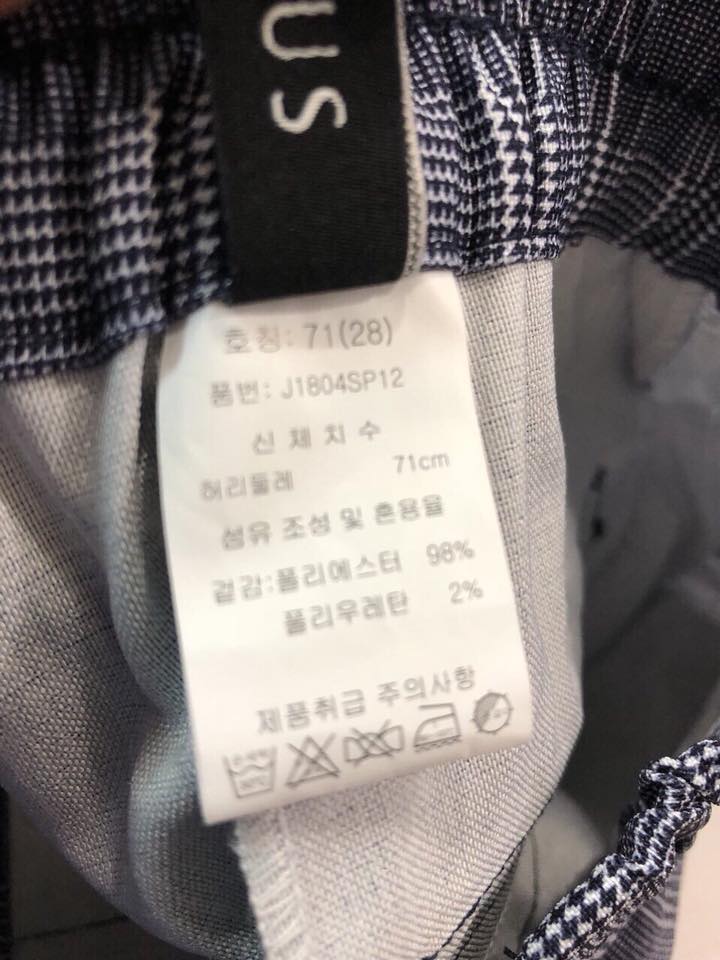 US
호칭: 71(28)
품번: J1804SP12
신 체 치 수
허리둘레 71cm
섬유 조성 및 혼용율
겉감:폴리에스터 98%
폴리우레탄 2%
제품취급 주의사항